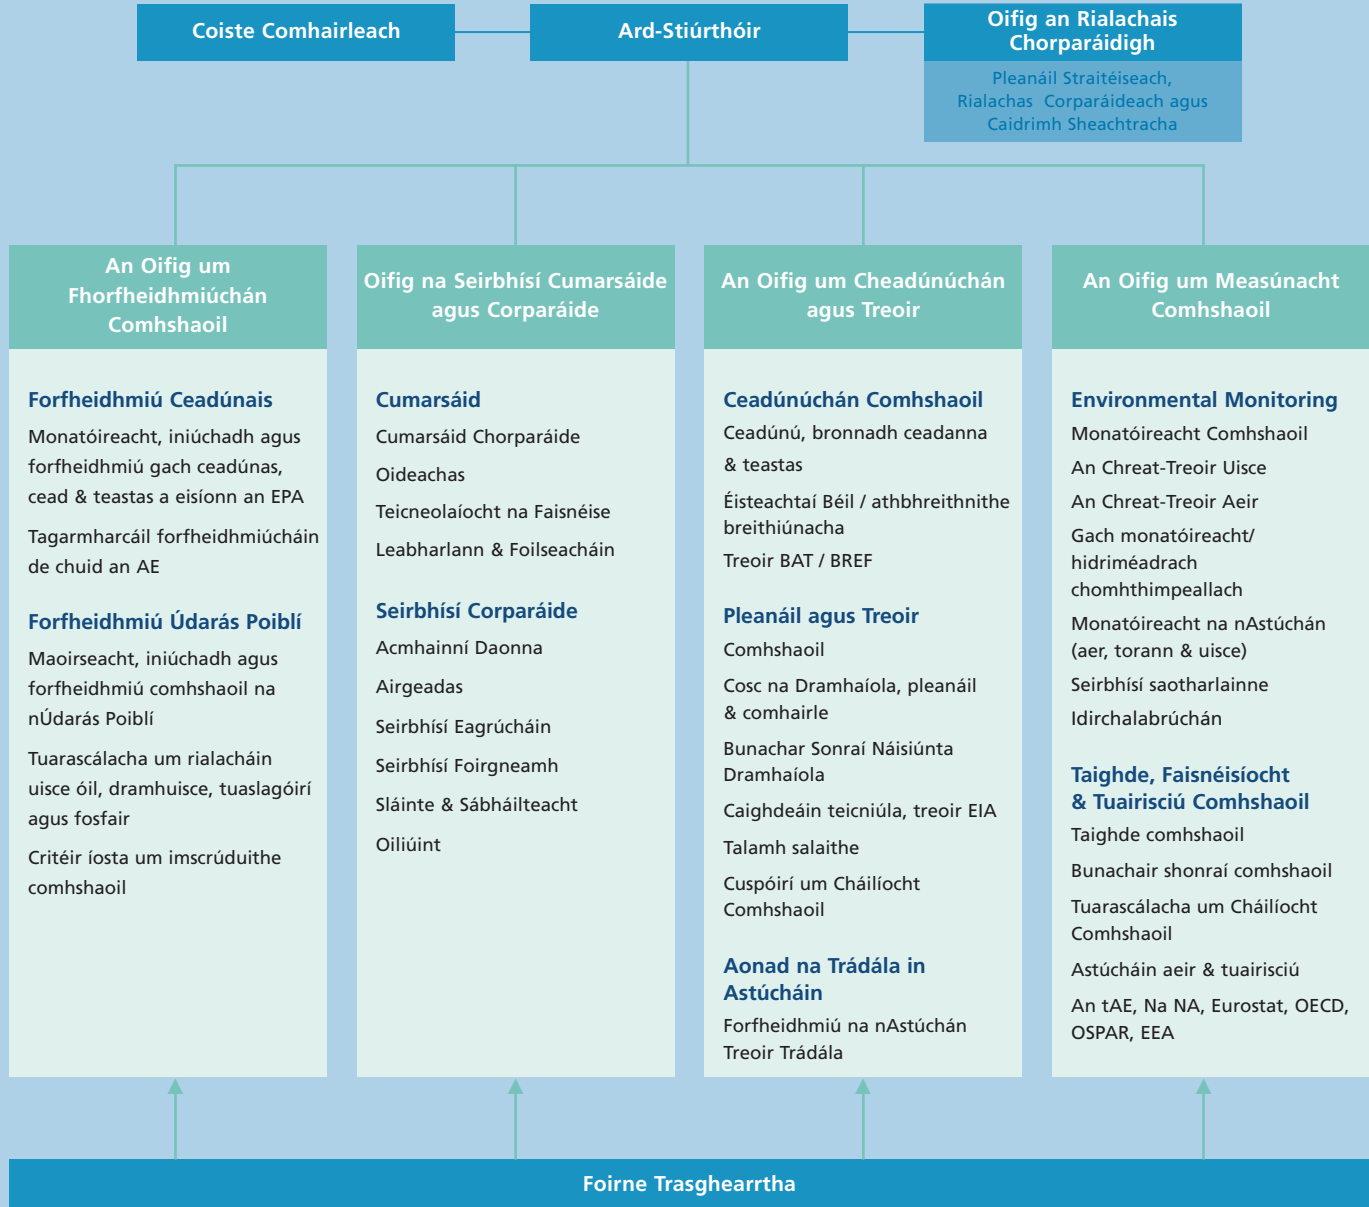 Coiste Comhairleach
Ard-Stiúrthóir
Oifig an Rialachais
Chorparáidigh
Pleanáil Straitéiseach,
Rialachas Corparáideach agus
Caidrimh Sheachtracha
An Oifig um
Fhorfheidhmiúchán
Comhshaoil
Forfheidhmiú Ceadúnais
Monatóireacht, iniúchadh agus
forfheidhmiú gach ceadúnas,
cead & teastas a eisíonn an EPA
Tagarmharcáil forfheidhmiúcháin
de chuid an AE
Forfheidhmiú Údarás Poiblí
Maoirseacht, iniúchadh agus
forfheidhmiú comhshaoil na
nÚdarás Poiblí
Tuarascálacha um rialacháin
uisce óil, dramhuisce, tuaslagóirí
agus fosfair
Critéir íosta um imscrúduithe
comhshaoil
Oifig na Seirbhísí Cumarsáide
agus Corparáide
Cumarsáid
Cumarsáid Chorparáide
Oideachas
Teicneolaíocht na Faisnéise
Leabharlann & Foilseacháin
Seirbhísí Corparáide
Acmhainní Daonna
Airgeadas
Seirbhísí Eagrúcháin
Seirbhísí Foirgneamh
Sláinte & Sábháilteacht
Oiliúint
An Oifig um Cheadúnúchán
agus Treoir
Ceadúnúchán Comhshaoil
Ceadúnú, bronnadh ceadanna
& teastas
Éisteachtaí Béil / athbhreithnithe
breithiúnacha
Treoir BAT / BREF
Pleanáil agus Treoir
Comhshaoil
Cosc na Dramhaíola, pleanáil
& comhairle
Bunachar Sonraí Náisiúnta
Dramhaíola
Caighdeáin teicniúla, treoir EIA
Talamh salaithe
Cuspóirí um Cháilíocht
Comhshaoil
Aonad na Trádála in
Astúcháin
Forfheidhmiú na nAstúchán
Treoir Trádála
An Oifig um Measúnacht
Comhshaoil
Environmental Monitoring
Monatóireacht Comhshaoil
An Chreat-Treoir Uisce
An Chreat-Treoir Aeir
Gach monatóireacht/
hidriméadrach
chomhthimpeallach
Monatóireacht na nAstúchán
(aer, torann & uisce)
Seirbhísí saotharlainne
Idirchalabrúchán
Taighde, Faisnéisíocht
& Tuairisciú Comhshaoil
Taighde comhshaoil
Bunachair shonraí comhshaoil
Tuarascálacha um Cháilíocht
Comhshaoil
Astúcháin aeir & tuairisciú
An tAE, Na NA, Eurostat, OECD,
OSPAR, EEA
Foirne Trasghearrtha